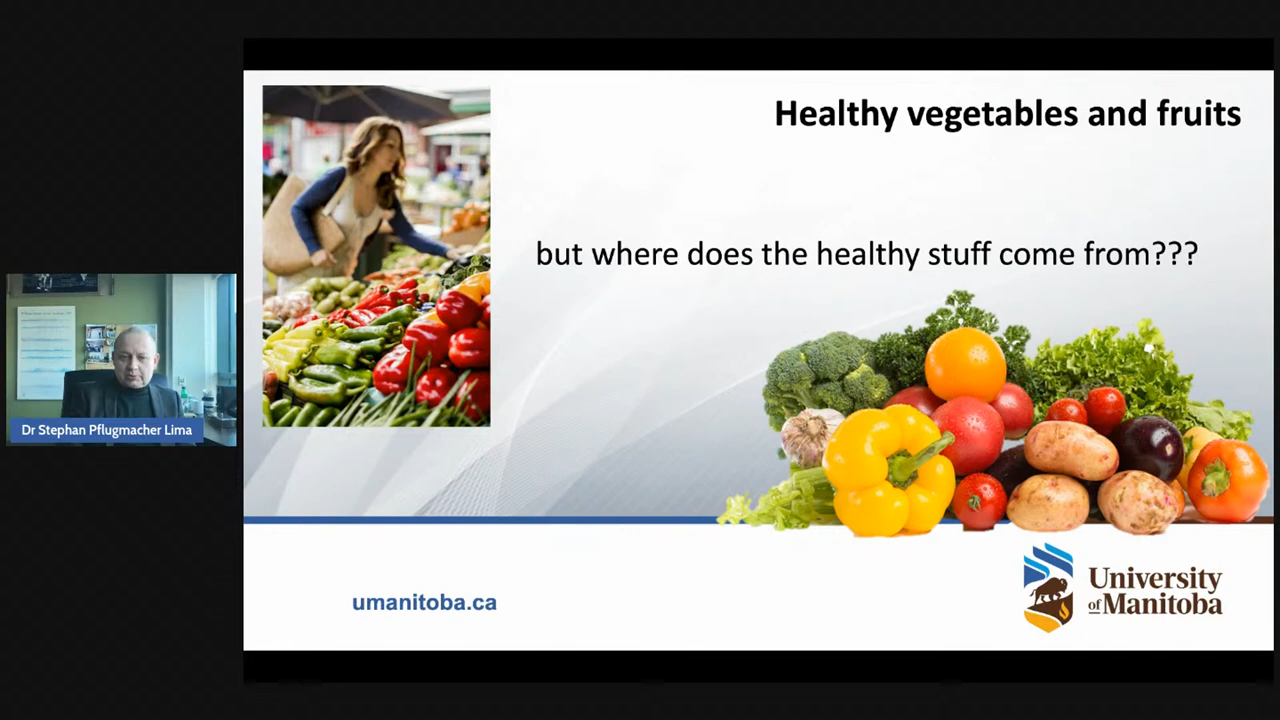 Healthy vegetables and fruits
but where does the healthy stuff come from???
Dr Stephan Pflugmacher Lima
umanitoba.ca
University
of Manitoba